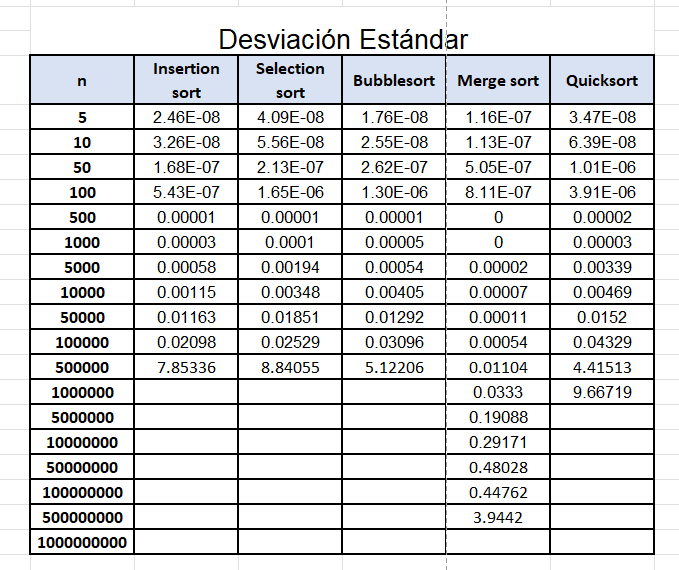 Desviación Estándar
n Insertion sort Selection sort Bubblesort Merge sort Quicksort
5 2.46E-08 4.09E-08 1.76E-08 1.16E-07 3.47E-08
10 3.26E-08 5.56E-08 2.55E-08 1.13E-07 6.39E-08
50 1.68E-07 2.13E-07 2.62E-07 5.05E-07 1.01E-06
100 5.43E-07 1.65E-06 1.30E-06 8.11E-07 3.91E-06
500 0.00001 0.00001 0.00001 0 0.00002
1000 0.00003 0.0001 0.00005 0 0.00003
5000 0.00058 0.00194 0.00054 0.00002 0.00339
10000 0.00115 0.00348 0.00405 0.00007 0.00469
50000 0.01163 0.01851 0.01292 0.00011 0.0152
100000 0.02098 0.02529 0.03096 0.00054 0.04329
500000 7.85336 8.84055 5.12206 0.01104 4.41513
1000000 0.0333 9.66719
5000000 0.19088
10000000 0.29171
50000000 0.48028
100000000 0.44762
500000000 3.9442
1000000000